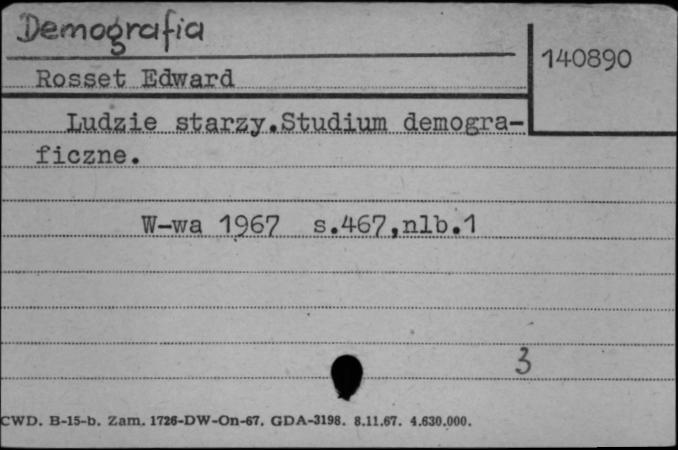 Demografia
140890
Rosset Edward
Ludzie starzy.Studium demogra-
ficzne.
W-wa 1967 s.467,nlb.1
3
CWD. B-15-b. Zam. 1726-DW-On-67. GDA-3198. 8.11.67. 4.630.000.